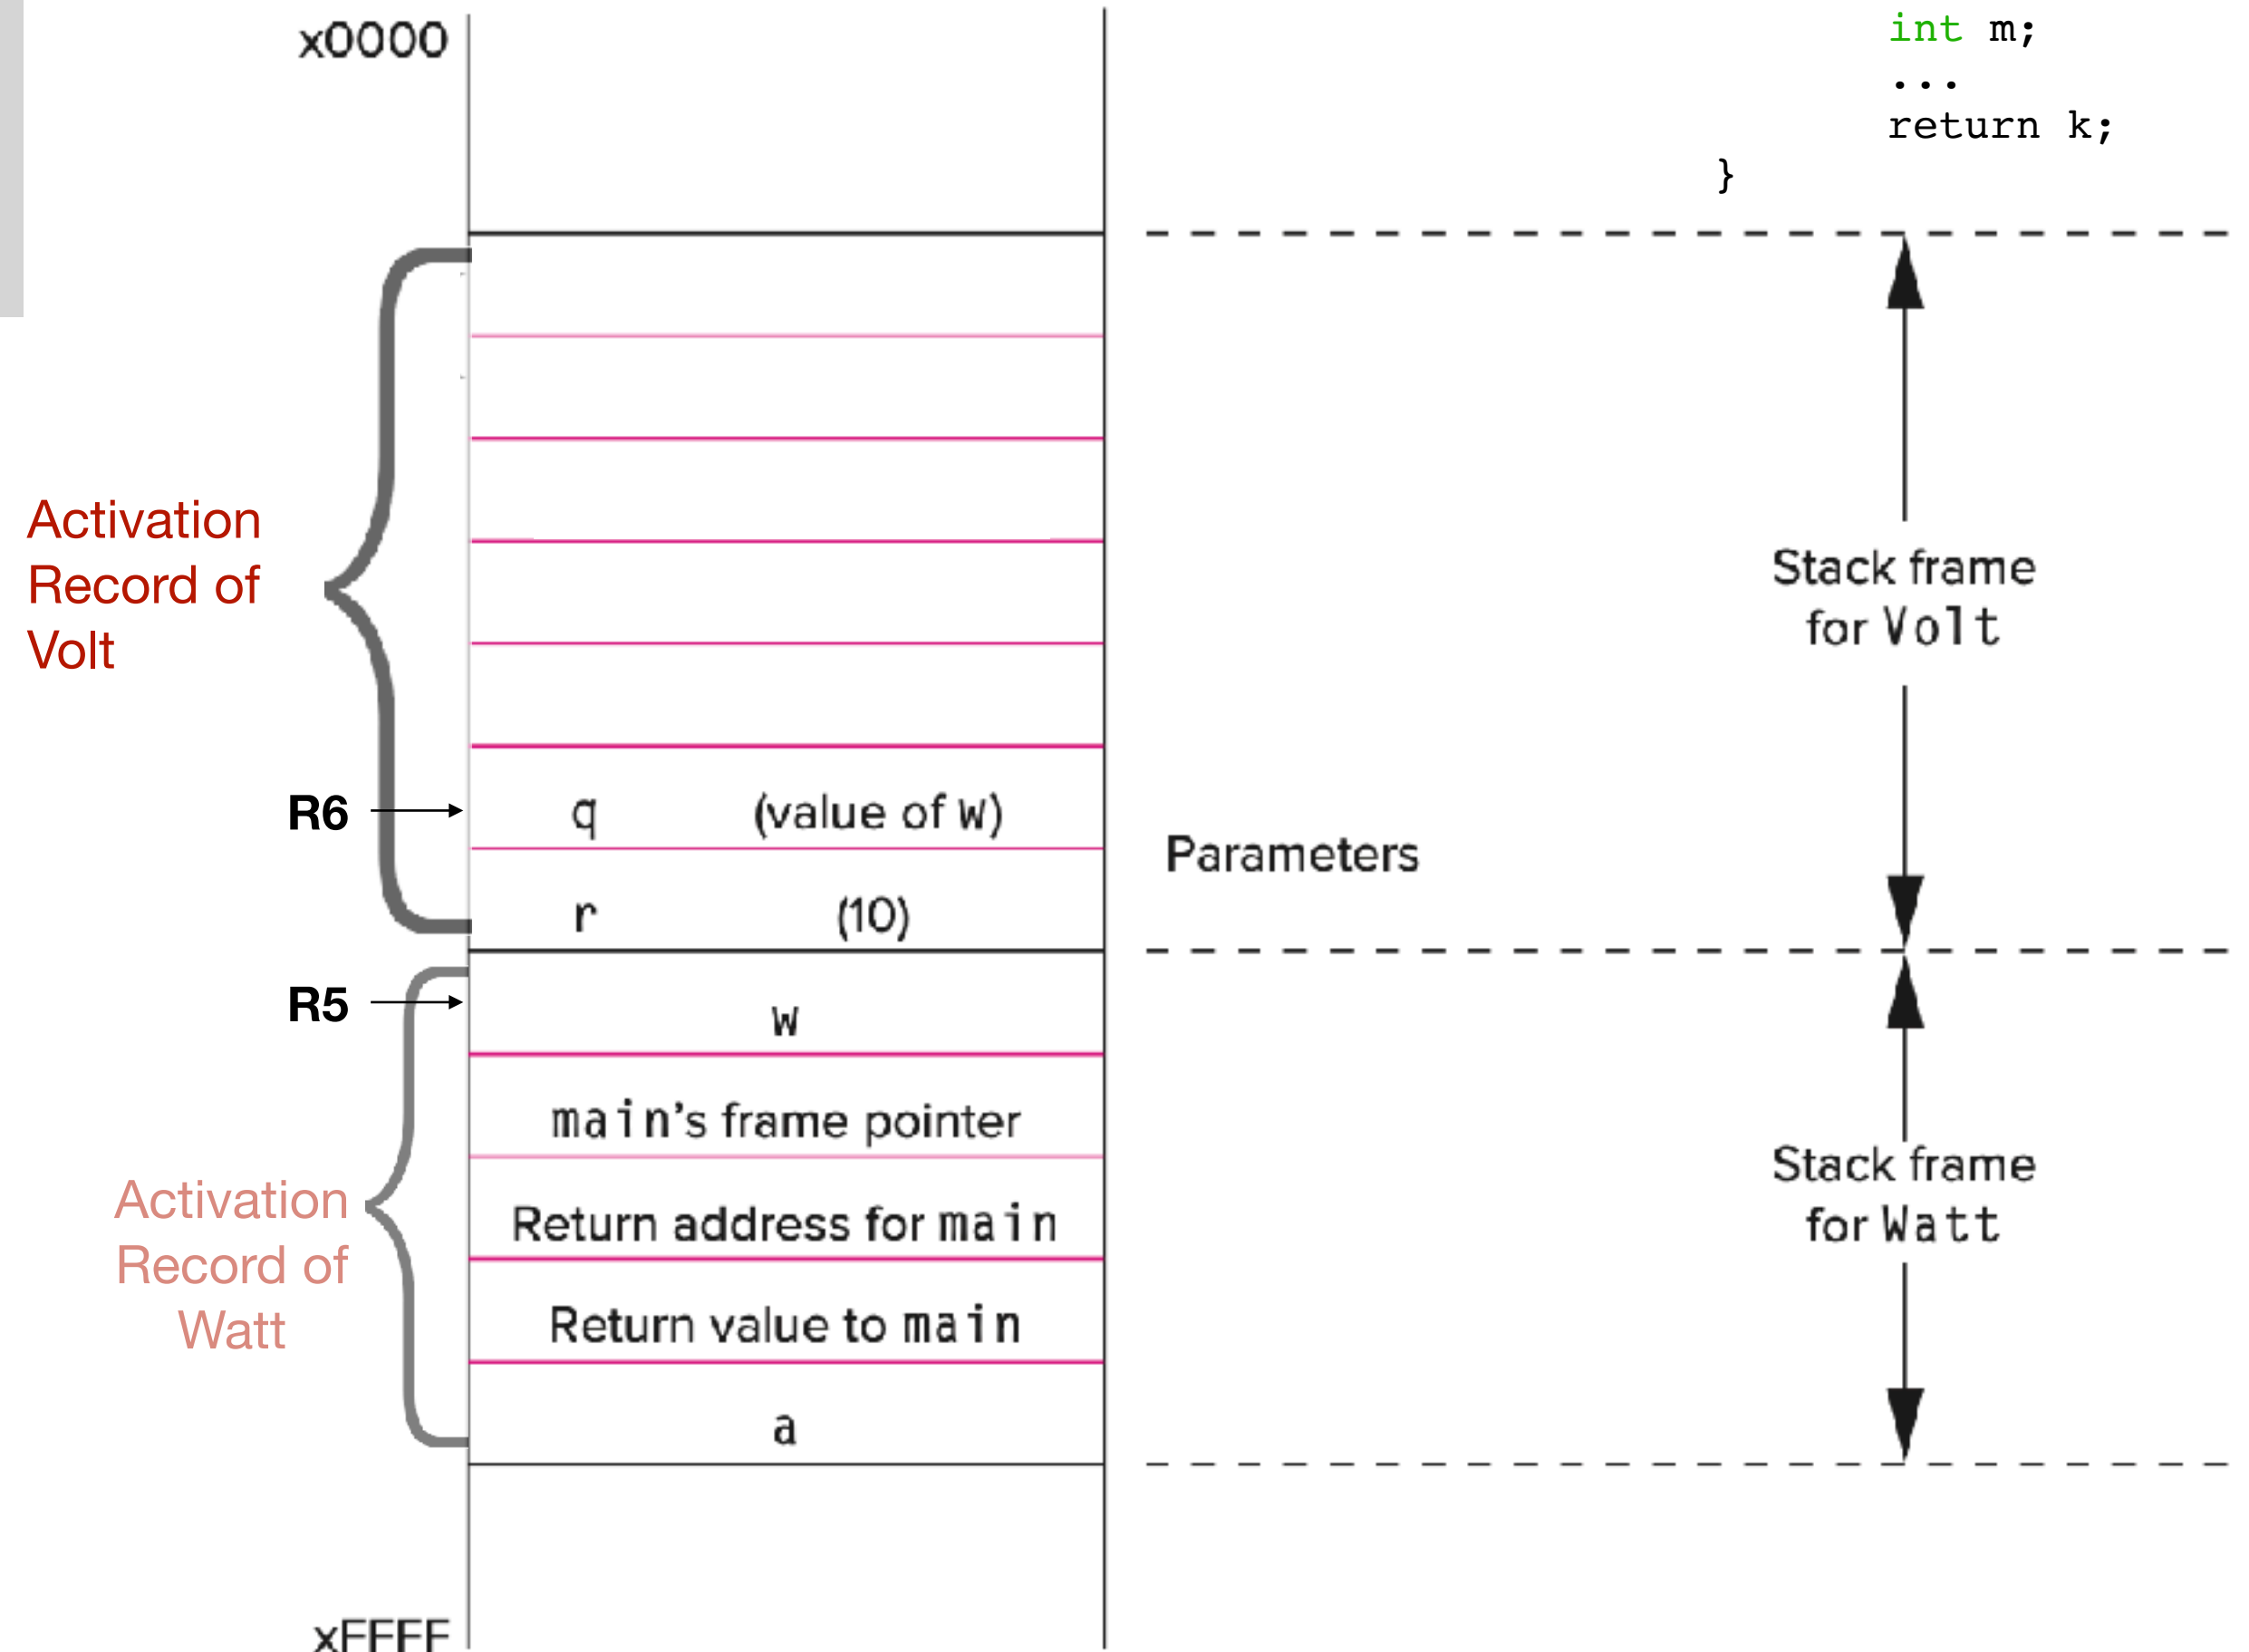 x0000
int m;
...
return k;
}
Activation
Record of
Volt
Stack frame
for Volt
R6
q (value of w)
Parameters
r (10)
R5
w
main's frame pointer
Activation
Record of
Watt
Return address for main
Stack frame
for Watt
Return value to main
a
xFFFF